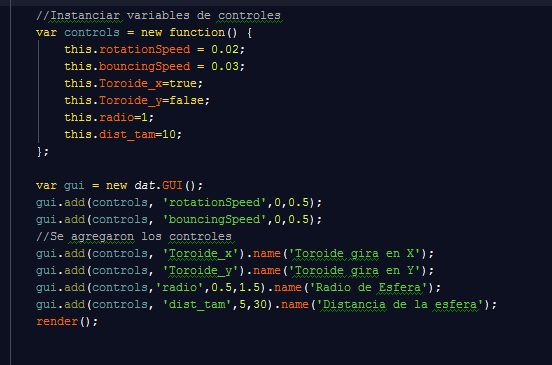 //Instanciar variables de controles
var controls = new function() {
this.rotationSpeed = 0.02;
this.bouncingSpeed = 0.03;
this.Toroide_x=true;
this.Toroide_y=false;
this.radio=1;
this.dist_tam=10;
};
var gui = new dat.GUI();
gui.add(controls, 'rotationSpeed',0,0.5);
gui.add(controls, 'bouncingSpeed',0,0.5);
//Se agregaron los controles
gui.add(controls, 'Toroide_x').name('Toroide gira en X');
gui.add(controls, 'Toroide_y').name('Toroide gira en Y');
gui.add(controls,'radio',0.5,1.5).name('Radio de Esfera');
gui.add(controls, 'dist_tam',5,30).name('Distancia de la esfera');
render();